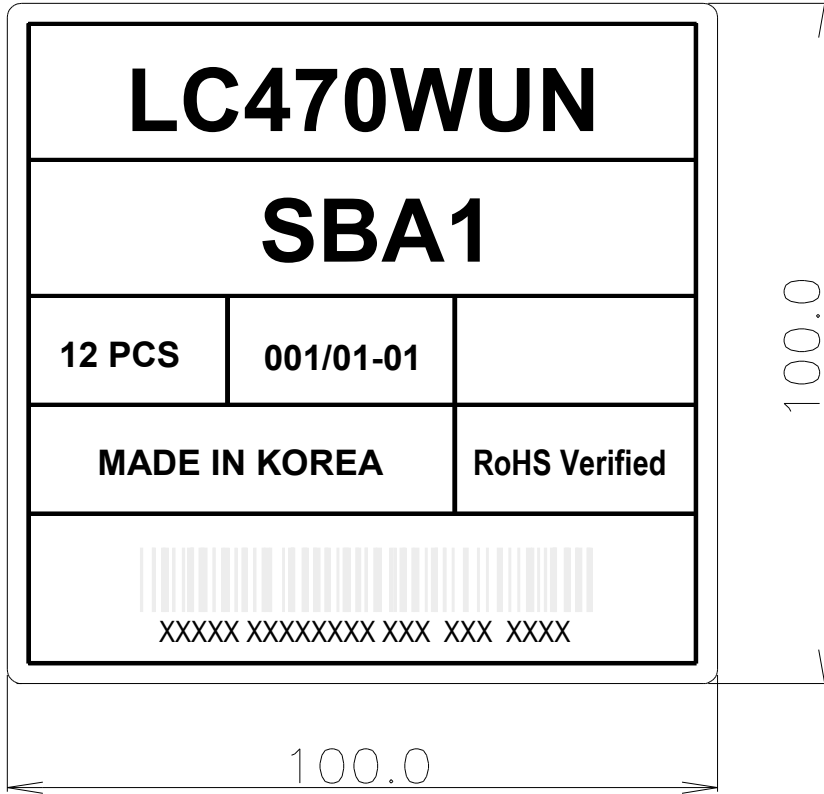 LC470WUN
SBA1
12 PCS 001/01-01
MADE IN KOREA RoHS Verified
XXXXX XXXXXXXX XXX XXX XXXX
100.0
100.0